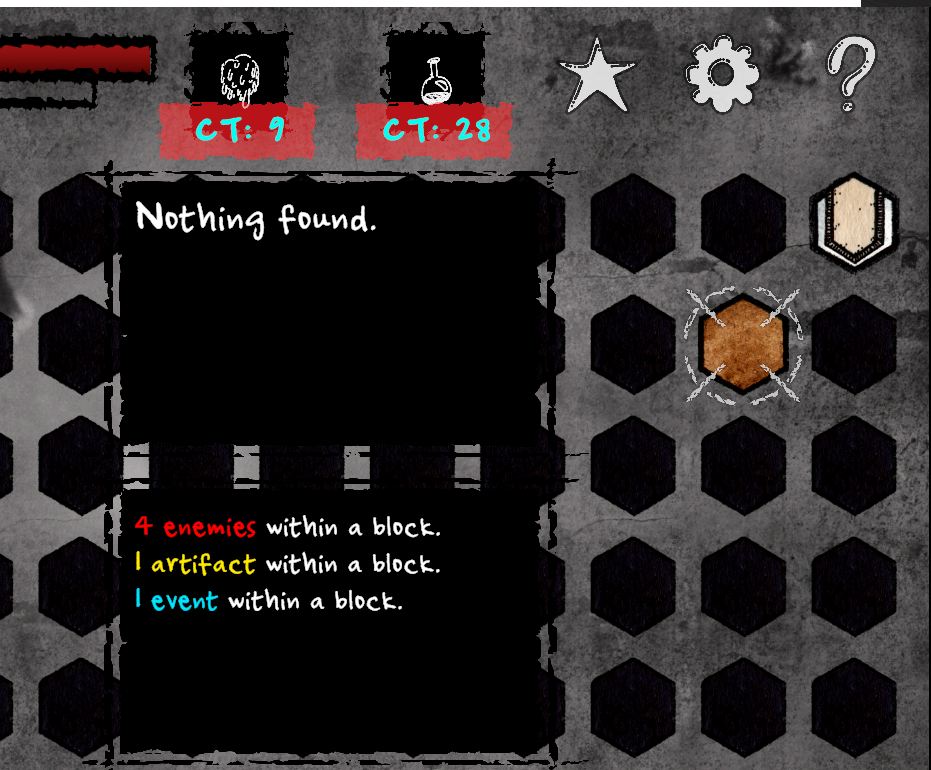 CT: 9
CT: 28
Nothing found.
4 enemies within a block.
1 artifact within a block.
1 event within a block.